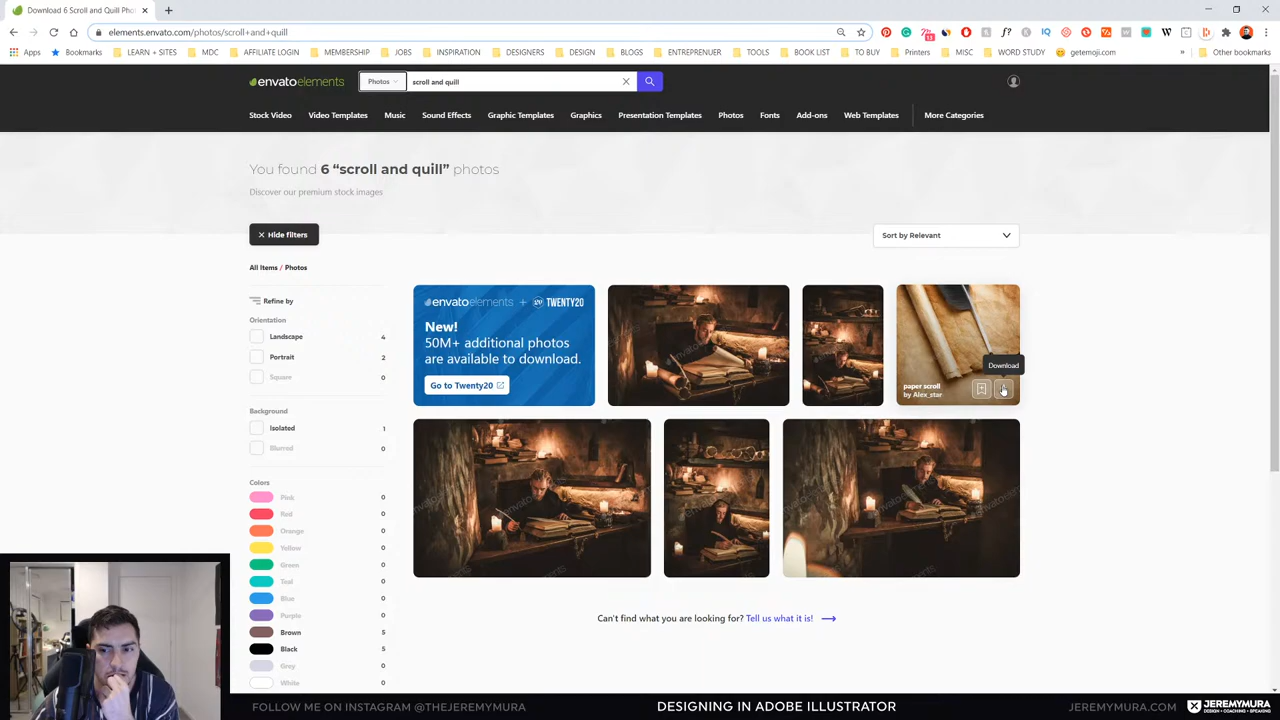 Download 6 Scroll and Quill Pho
elements.envato.com/photos/scroll+and+quill
Apps
Bookmarks
LEARN + SITES
MDC
AFFILIATE LOGIN
MEMBERSHIP
JOBS
INSPIRATION
DESIGNERS
DESIGN
BLOGS
ENTREPRENUER
TOOLS
BOOK LIST
TO BUY
Printers
MISC
WORD STUDY
getemoji.com
Other bookmarks
envatoelements
Photos
scroll and quill
Stock Video
Video Templates
Music
Sound Effects
Graphic Templates
Graphics
Presentation Templates
Photos
Fonts
Add-ons
Web Templates
More Categories
You found 6 “scroll and quill” photos
Discover our premium stock images
Hide filters
Sort by Relevant
All Items / Photos
Refine by
Orientation
Landscape 4
Portrait 2
Square 0
Background
Isolated 1
Blurred 0
Colors
Pink 0
Red 0
Orange 0
Yellow 0
Green 0
Teal 0
Blue 0
Purple 0
Brown 5
Black 5
Grey 0
White 0
envatoelements + TWENTY20
New!
50M+ additional photos
are available to download.
Go to Twenty20
Download
paper scroll
by Alex_star
Can't find what you are looking for? Tell us what it is!
FOLLOW ME ON INSTAGRAM @THEJEREMYMURA
DESIGNING IN ADOBE ILLUSTRATOR
JEREMYMURA.COM
JEREMYMURA
DESIGN • COACHING • SPEAKING